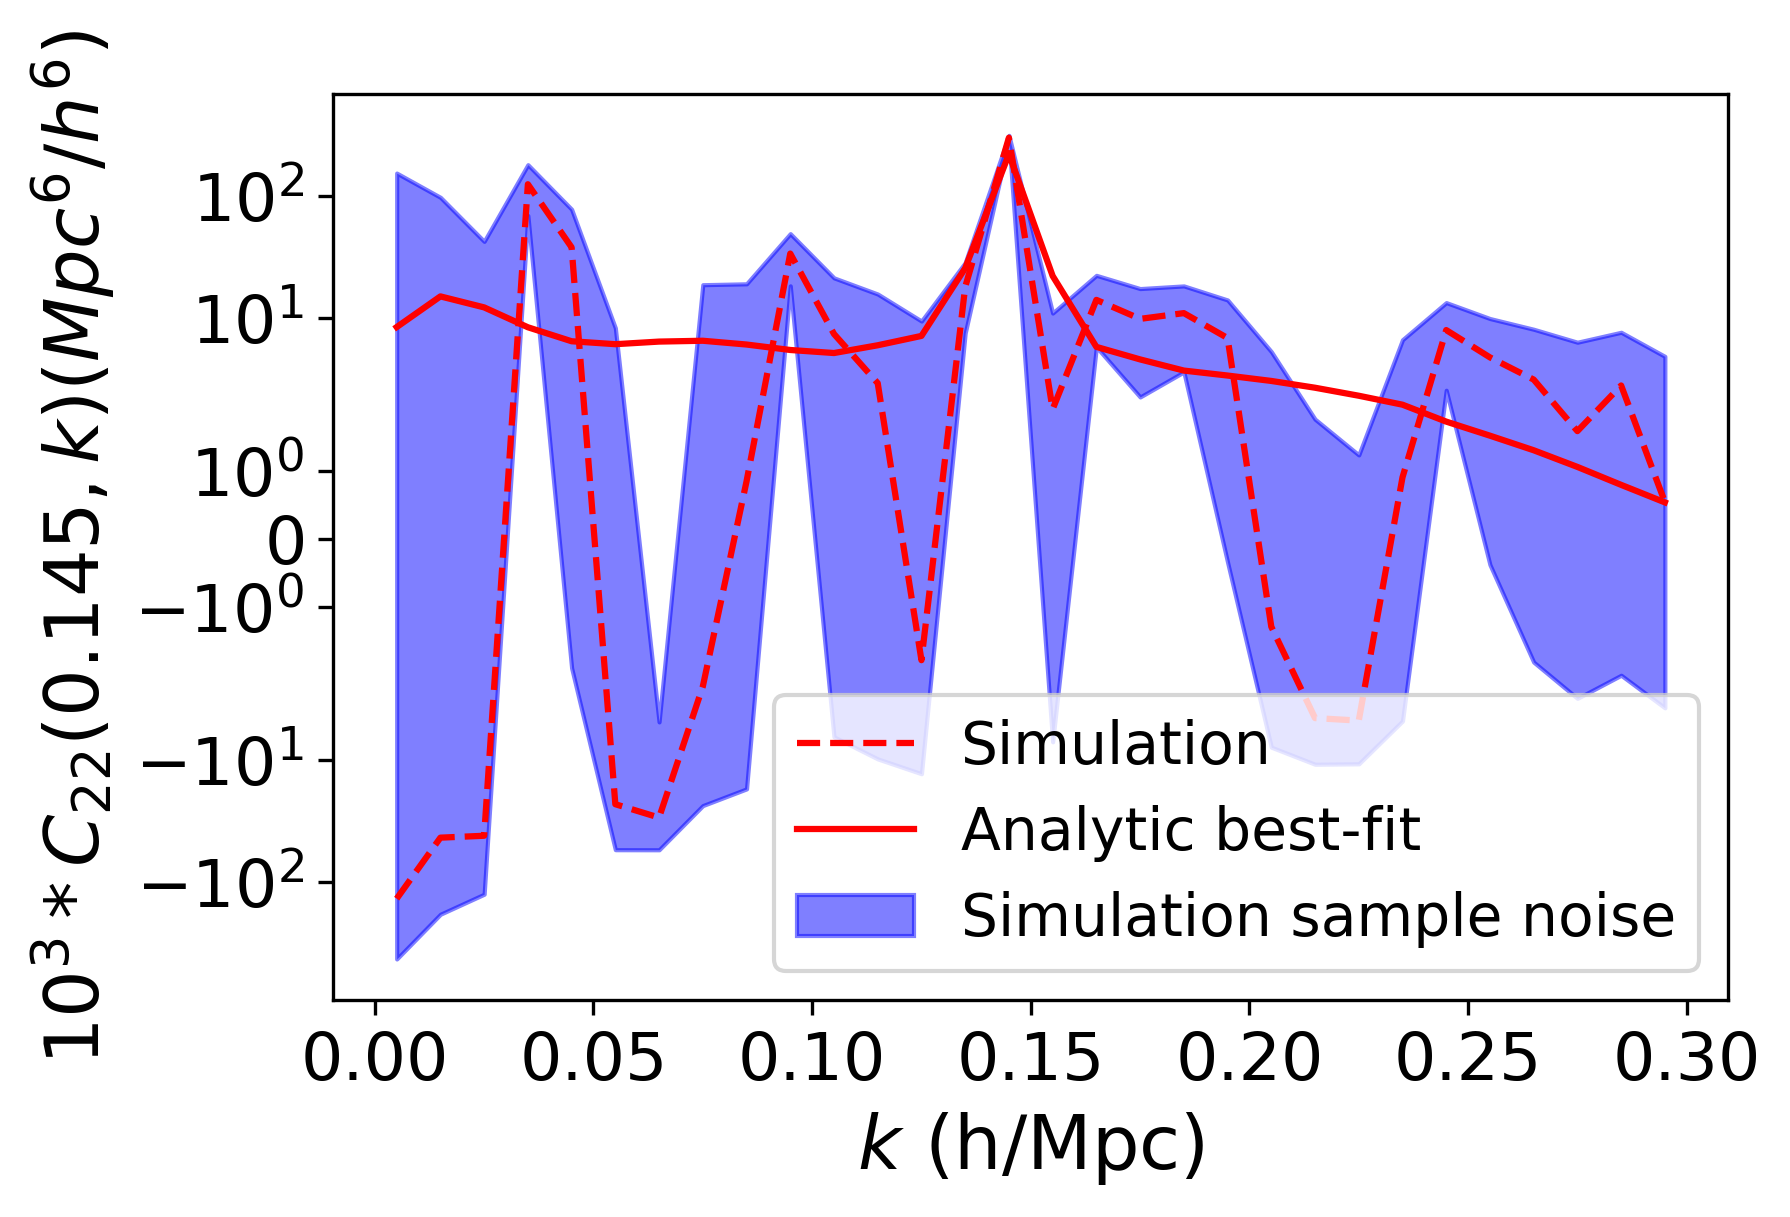 10³ * C₂₂(0.145, k)(Mpc⁶/h⁶)
10²
10¹
10⁰
0
−10⁰
−10¹
−10²
Simulation
Analytic best-fit
Simulation sample noise
0.00 0.05 0.10 0.15 0.20 0.25 0.30
k (h/Mpc)